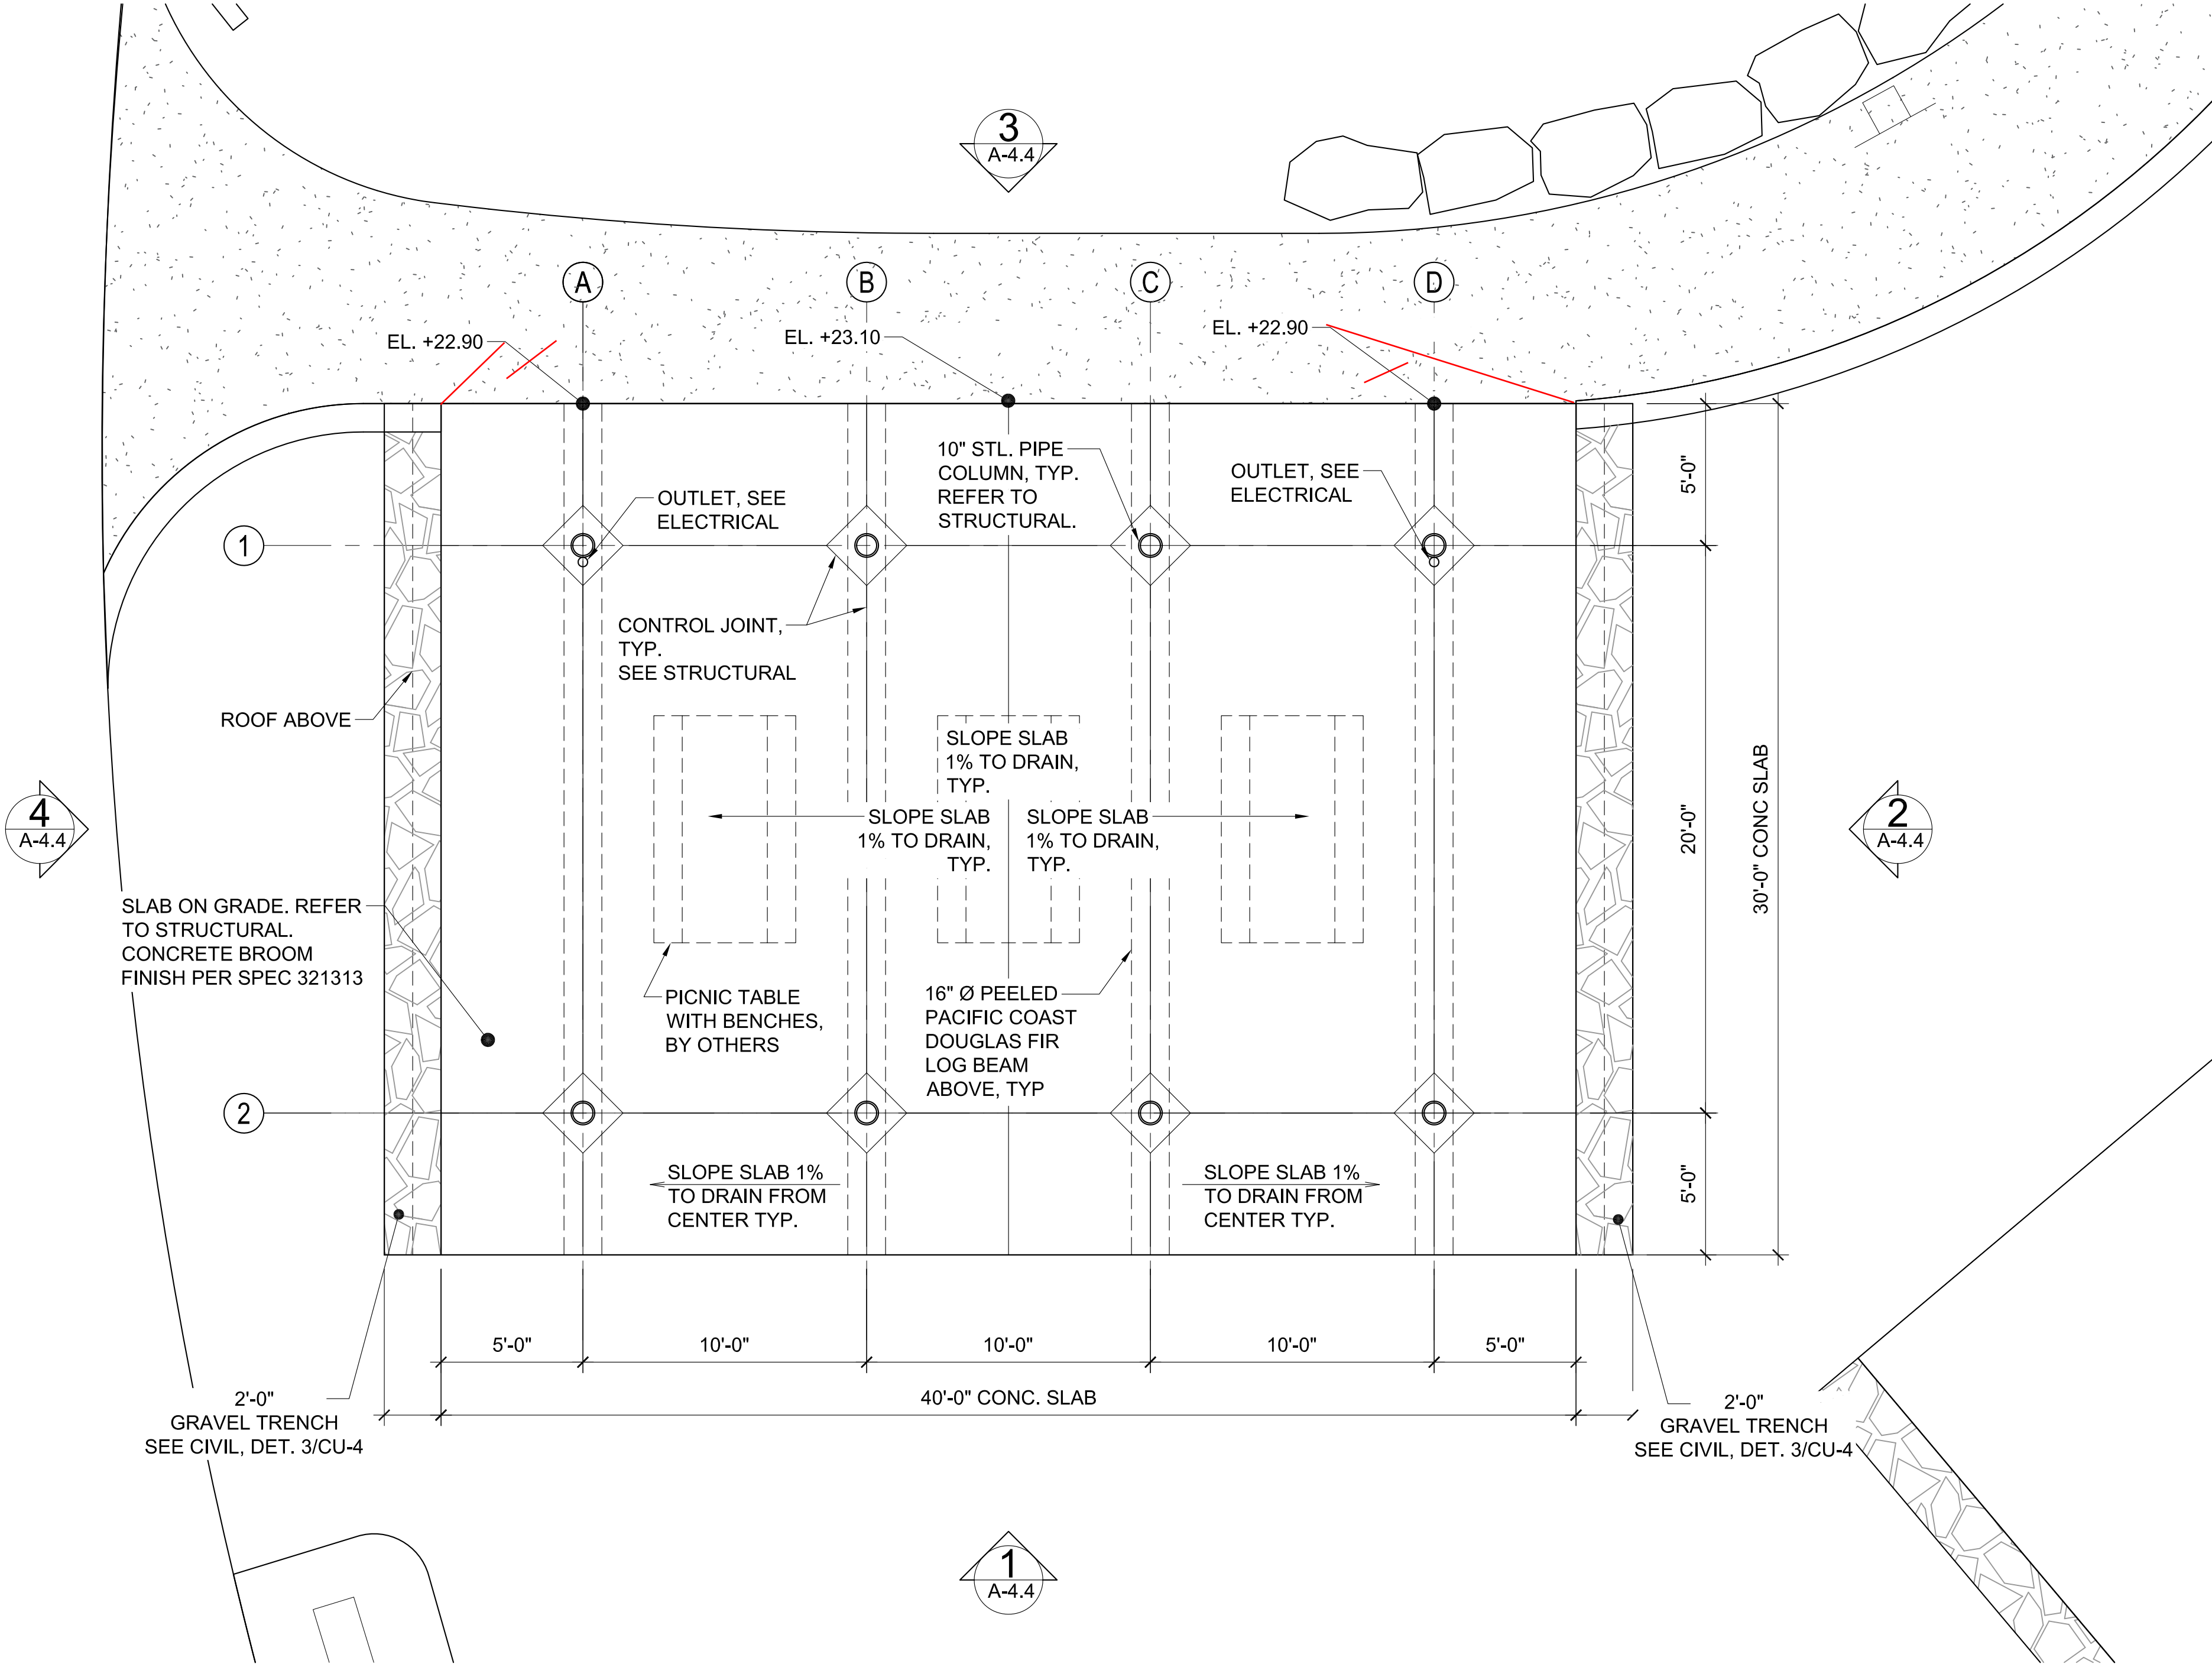 3
A-4.4
A
B
C
D
EL. +22.90
EL. +23.10
EL. +22.90
10" STL. PIPE
COLUMN, TYP.
REFER TO
STRUCTURAL.
OUTLET, SEE
ELECTRICAL
OUTLET, SEE
ELECTRICAL
5'-0"
1
CONTROL JOINT,
TYP.
SEE STRUCTURAL
ROOF ABOVE
SLOPE SLAB
1% TO DRAIN,
TYP.
SLOPE SLAB
1% TO DRAIN,
TYP.
SLOPE SLAB
1% TO DRAIN,
TYP.
20'-0"
30'-0" CONC SLAB
4
A-4.4
2
A-4.4
SLAB ON GRADE. REFER
TO STRUCTURAL.
CONCRETE BROOM
FINISH PER SPEC 321313
PICNIC TABLE
WITH BENCHES,
BY OTHERS
16" Ø PEELED
PACIFIC COAST
DOUGLAS FIR
LOG BEAM
ABOVE, TYP
2
SLOPE SLAB 1%
TO DRAIN FROM
CENTER TYP.
SLOPE SLAB 1%
TO DRAIN FROM
CENTER TYP.
5'-0"
5'-0"
10'-0"
10'-0"
10'-0"
5'-0"
40'-0" CONC. SLAB
2'-0"
GRAVEL TRENCH
SEE CIVIL, DET. 3/CU-4
2'-0"
GRAVEL TRENCH
SEE CIVIL, DET. 3/CU-4
1
A-4.4